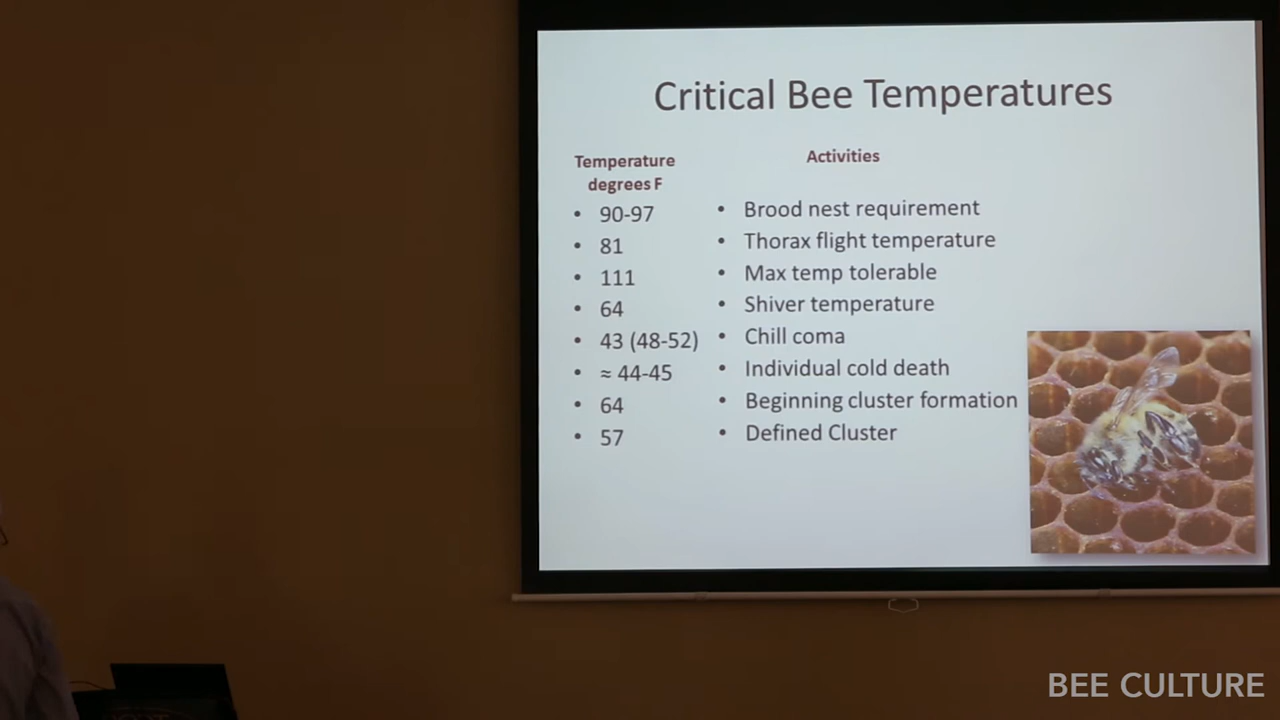 Critical Bee Temperatures
Temperature
degrees F
Activities
• 90-97 • Brood nest requirement
• 81 • Thorax flight temperature
• 111 • Max temp tolerable
• 64 • Shiver temperature
• 43 (48-52) • Chill coma
• ≈ 44-45 • Individual cold death
• 64 • Beginning cluster formation
• 57 • Defined Cluster
BEE CULTURE